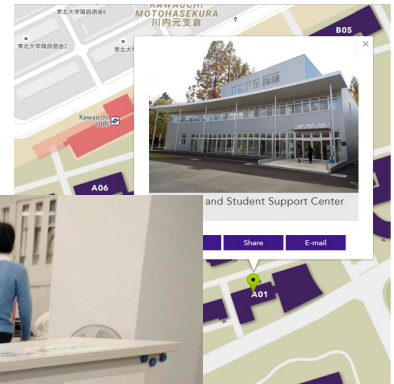 東北大学職員宿舎6
KAWAUCHI
MOTOHASEKURA
川内元支倉
東北大学職員宿舎2
B05
×
Kawauchi
川内
A06
and Student Support Center
Share
E-mail
A01